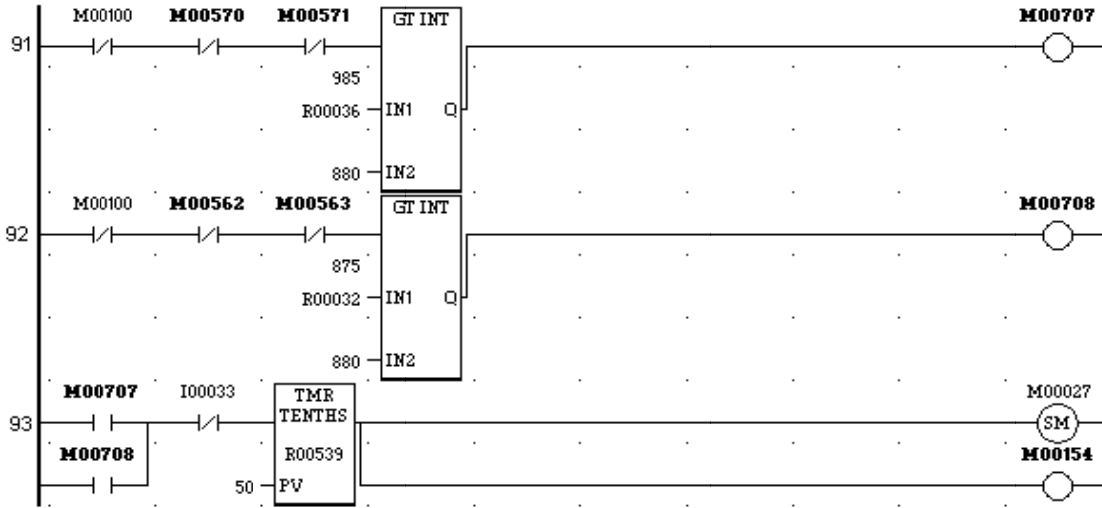 M00100 M00570 M00571 GT INT M00707
91
985
R00036 IN1 Q
880 IN2
M00100 M00562 M00563 GT INT M00708
92
875
R00032 IN1 Q
880 IN2
M00707 I00033 TMR M00027
93 TENTHS SM
M00708 R00539 M00154
50 PV